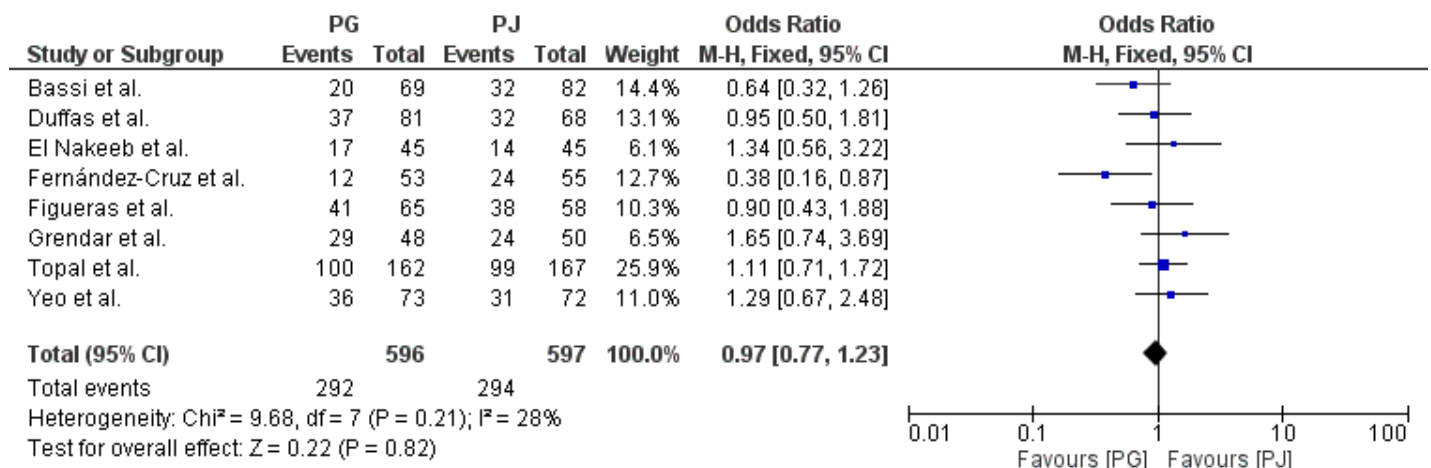 PG PJ Odds Ratio Odds Ratio
Study or Subgroup Events Total Events Total Weight M-H, Fixed, 95% CI M-H, Fixed, 95% CI
Bassi et al. 20 69 32 82 14.4% 0.64 [0.32, 1.26]
Duffas et al. 37 81 32 68 13.1% 0.95 [0.50, 1.81]
El Nakeeb et al. 17 45 14 45 6.1% 1.34 [0.56, 3.22]
Fernández-Cruz et al. 12 53 24 55 12.7% 0.38 [0.16, 0.87]
Figueras et al. 41 65 38 58 10.3% 0.90 [0.43, 1.88]
Grendar et al. 29 48 24 50 6.5% 1.65 [0.74, 3.69]
Topal et al. 100 162 99 167 25.9% 1.11 [0.71, 1.72]
Yeo et al. 36 73 31 72 11.0% 1.29 [0.67, 2.48]
Total (95% CI) 596 597 100.0% 0.97 [0.77, 1.23]
Total events 292 294
Heterogeneity: Chi² = 9.68, df = 7 (P = 0.21); I² = 28%
Test for overall effect: Z = 0.22 (P = 0.82)
0.01 0.1 1 10 100
Favours [PG] Favours [PJ]